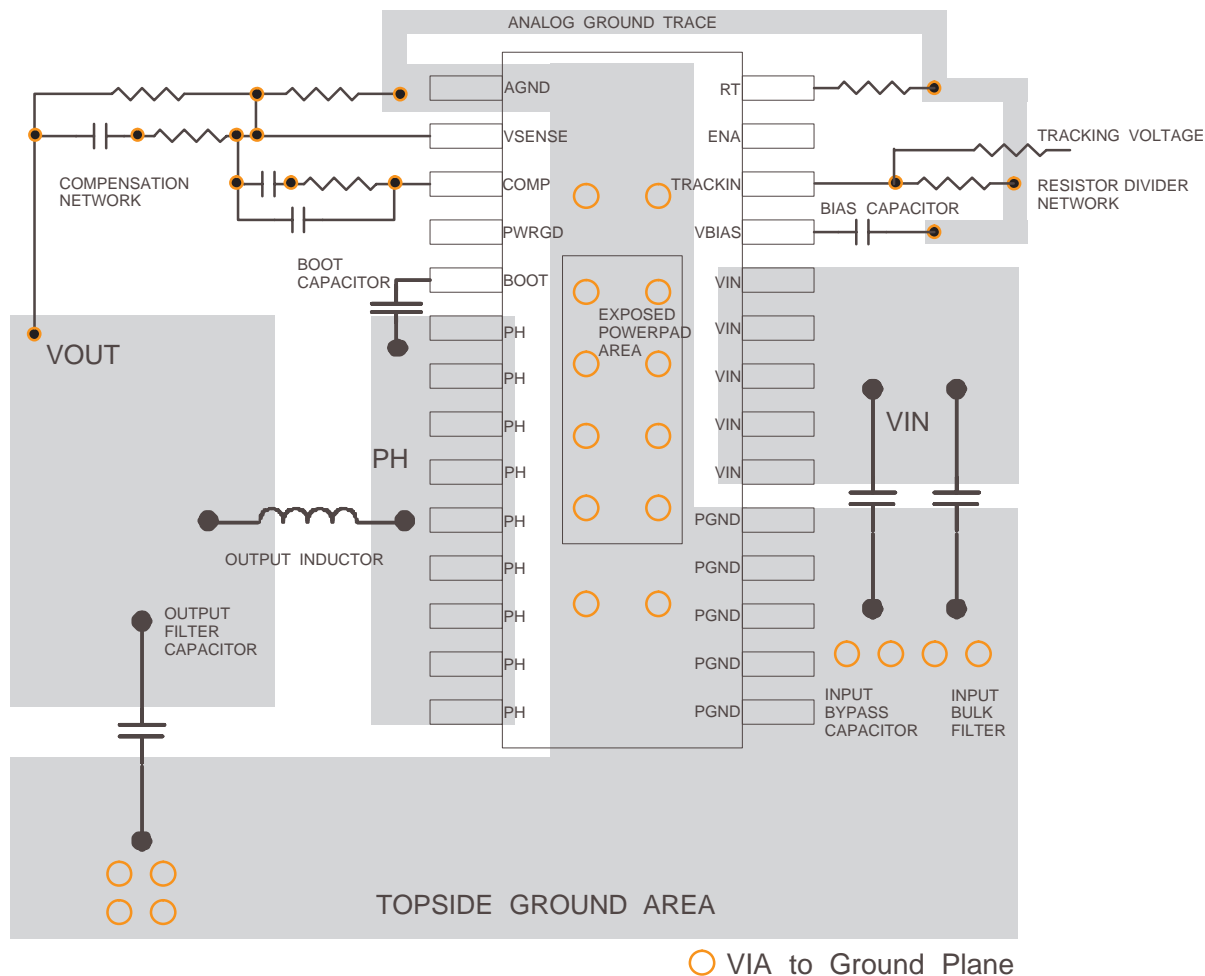 ANALOG GROUND TRACE
AGND
RT
VSENSE
ENA
TRACKING VOLTAGE
COMPENSATION
NETWORK
COMP
TRACKIN
RESISTOR DIVIDER
NETWORK
BIAS CAPACITOR
PWRGD
VBIAS
BOOT
CAPACITOR
BOOT
VIN
EXPOSED
POWERPAD
AREA
PH
VIN
VOUT
PH
VIN
PH
VIN
VIN
PH
PH
VIN
PH
PGND
OUTPUT INDUCTOR
PH
PGND
OUTPUT
FILTER
CAPACITOR
PH
PGND
PH
PGND
PH
PGND
INPUT
BYPASS
CAPACITOR
INPUT
BULK
FILTER
TOPSIDE GROUND AREA
VIA to Ground Plane